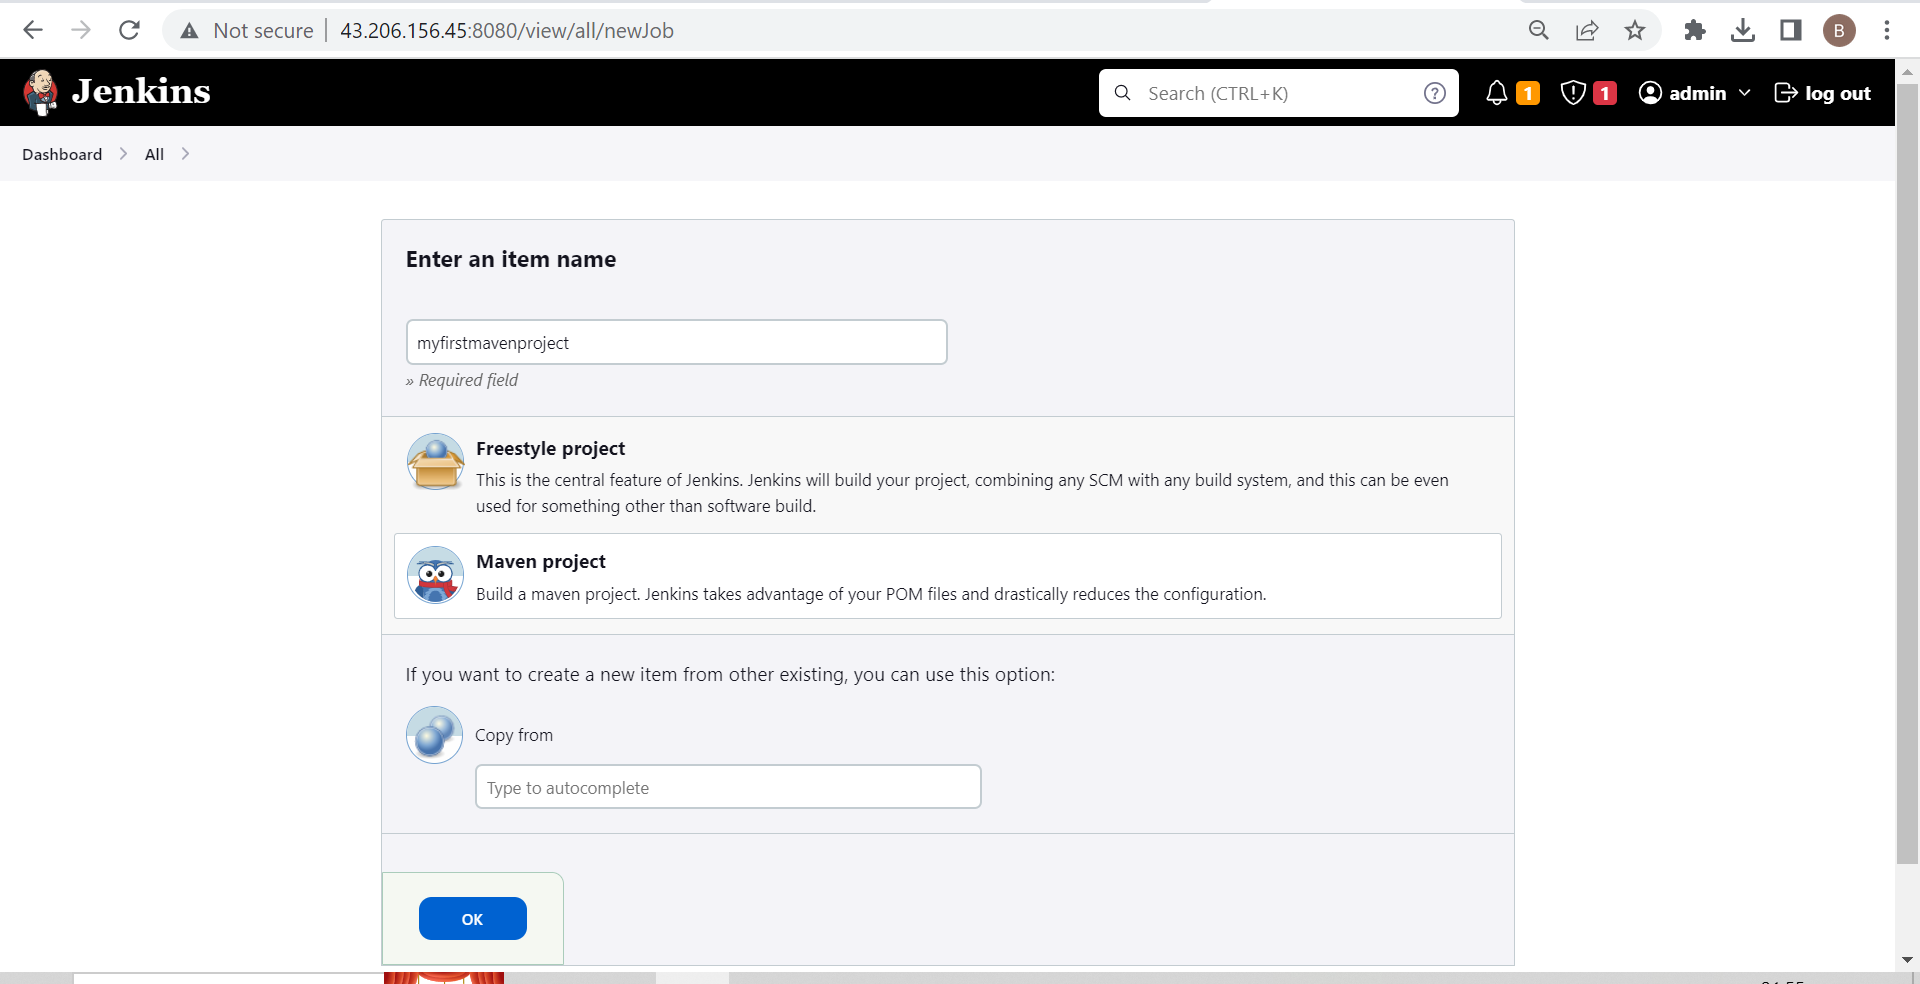 Not secure
43.206.156.45:8080/view/all/newJob
B
Jenkins
Search (CTRL+K)
?
1
1
admin
log out
Dashboard
All
Enter an item name
myfirstmavenproject
» Required field
Freestyle project
This is the central feature of Jenkins. Jenkins will build your project, combining any SCM with any build system, and this can be even
used for something other than software build.
Maven project
Build a maven project. Jenkins takes advantage of your POM files and drastically reduces the configuration.
If you want to create a new item from other existing, you can use this option:
Copy from
Type to autocomplete
OK